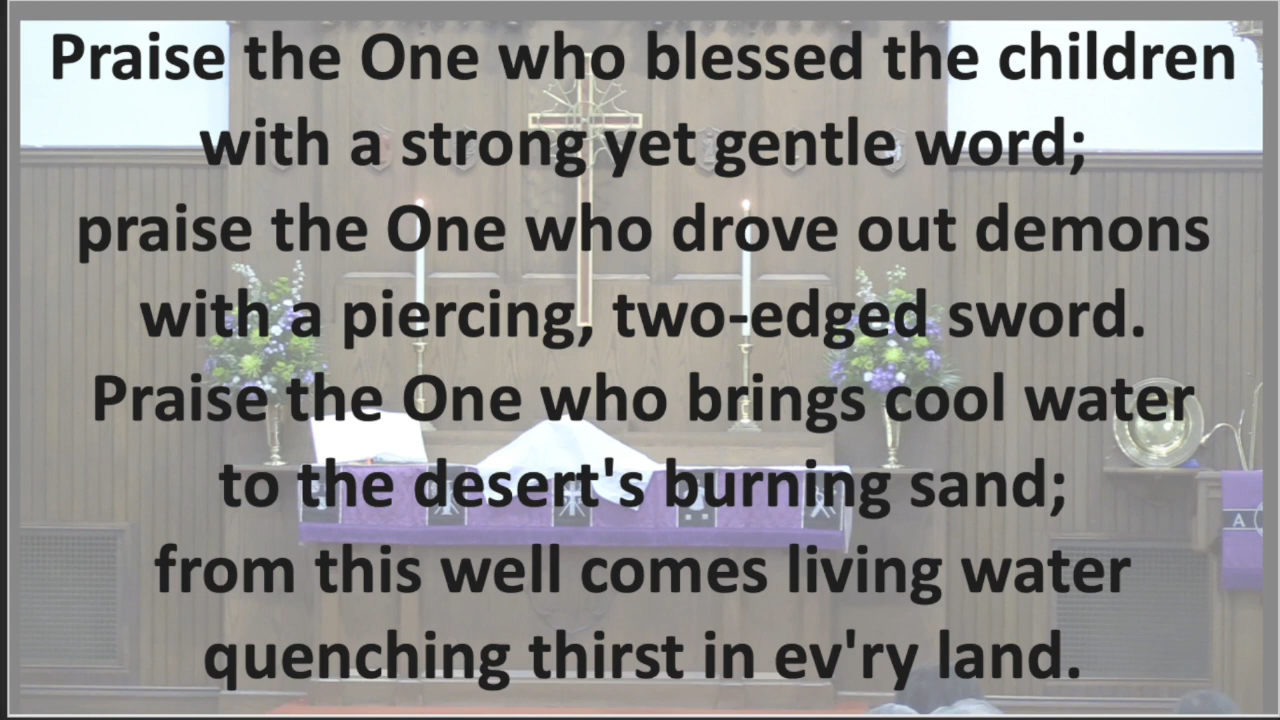 Praise the One who blessed the children
with a strong yet gentle word;
praise the One who drove out demons
with a piercing, two-edged sword.
Praise the One who brings cool water
to the desert's burning sand;
from this well comes living water
quenching thirst in ev'ry land.
A